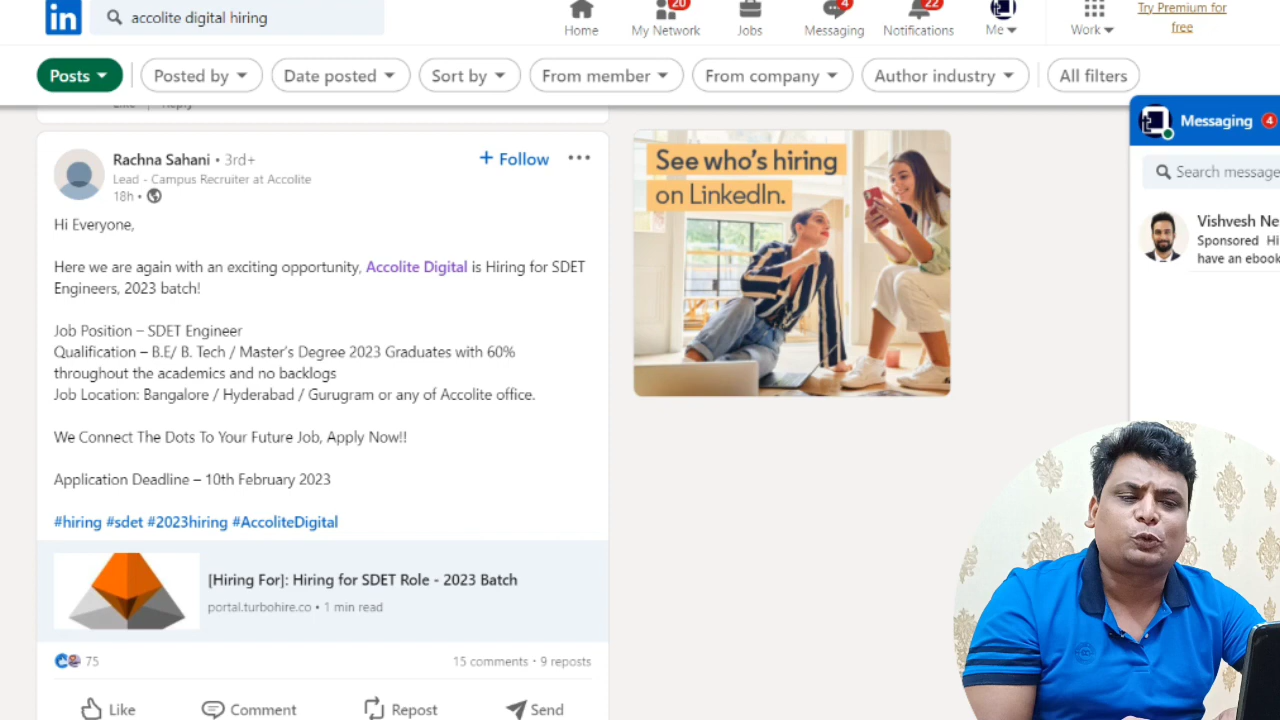 in
accolite digital hiring
Home
20
My Network
Jobs
4
Messaging
22
Notifications
Me
Work
Try Premium for
free
Posts
Posted by
Date posted
Sort by
From member
From company
Author industry
All filters
Rachna Sahani • 3rd+
Lead - Campus Recruiter at Accolite
18h •
+ Follow
Hi Everyone,
Here we are again with an exciting opportunity, Accolite Digital is Hiring for SDET
Engineers, 2023 batch!
Job Position – SDET Engineer
Qualification – B.E/ B. Tech / Master's Degree 2023 Graduates with 60%
throughout the academics and no backlogs
Job Location: Bangalore / Hyderabad / Gurugram or any of Accolite office.
We Connect The Dots To Your Future Job, Apply Now!!
Application Deadline – 10th February 2023
#hiring #sdet #2023hiring #AccoliteDigital
[Hiring For]: Hiring for SDET Role - 2023 Batch
portal.turbohire.co • 1 min read
75
15 comments • 9 reposts
Like
Comment
Repost
Send
See who's hiring
on LinkedIn.
Messaging
4
Search message
Vishvesh Ne
Sponsored Hi
have an ebook